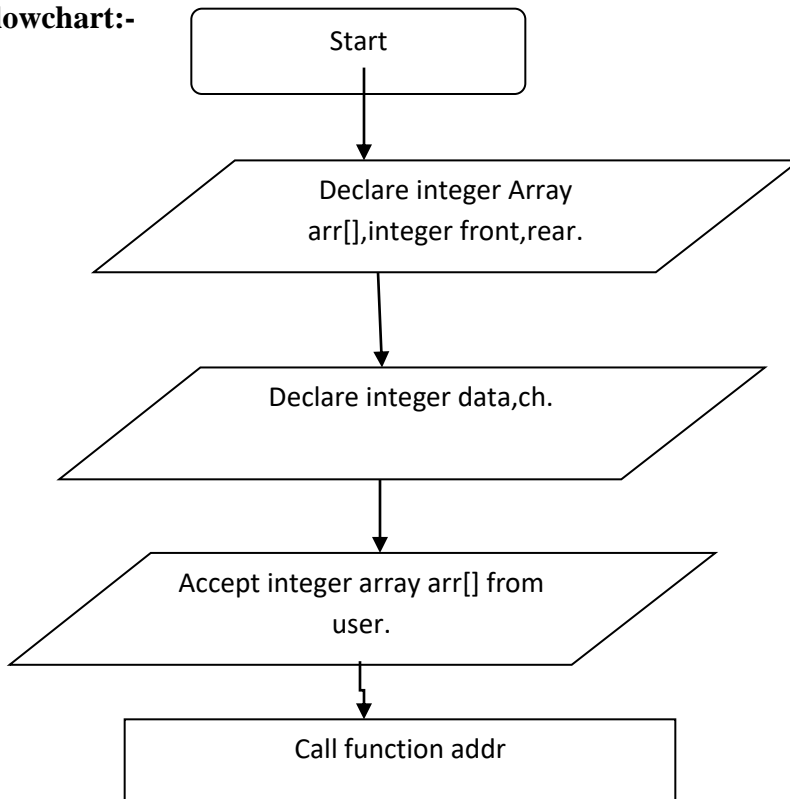 lowchart:-
Start
Declare integer Array
arr[],integer front,rear.
Declare integer data,ch.
Accept integer array arr[] from
user.
Call function addr